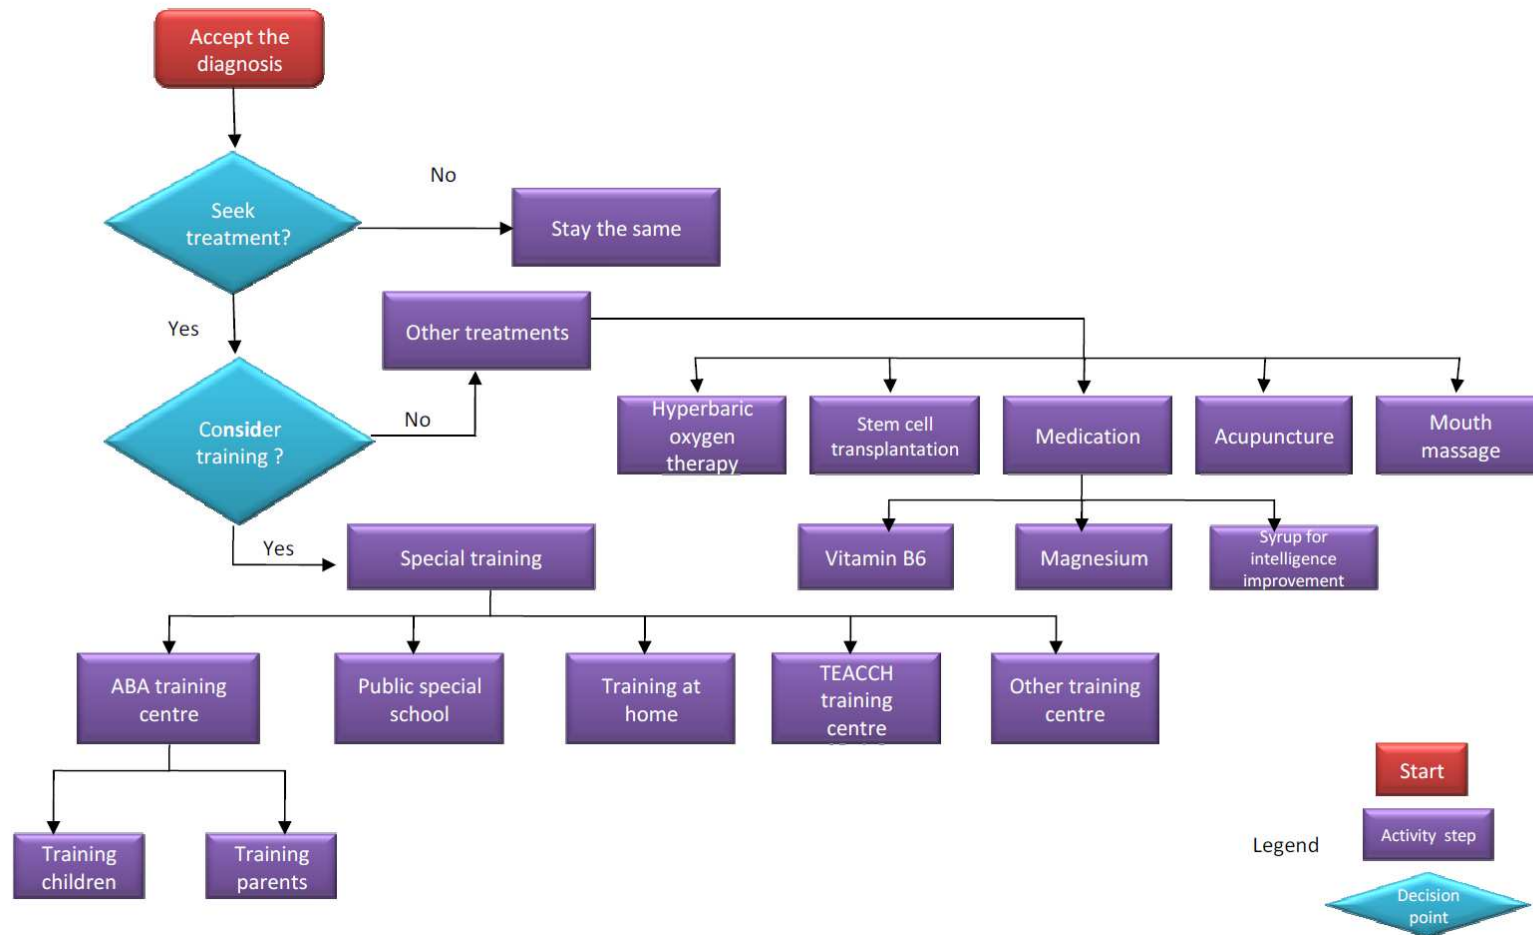 Accept the
diagnosis
No
Seek
treatment?
Stay the same
Yes
Other treatments
Consider
training ?
No
Hyperbaric
oxygen
therapy
Stem cell
transplantation
Medication
Acupuncture
Mouth
massage
Yes
Special training
Vitamin B6
Magnesium
Syrup for
intelligence
improvement
ABA training
centre
Public special
school
Training at
home
TEACCH
training
centre
Other training
centre
Training
children
Training
parents
Legend
Start
Activity step
Decision
point